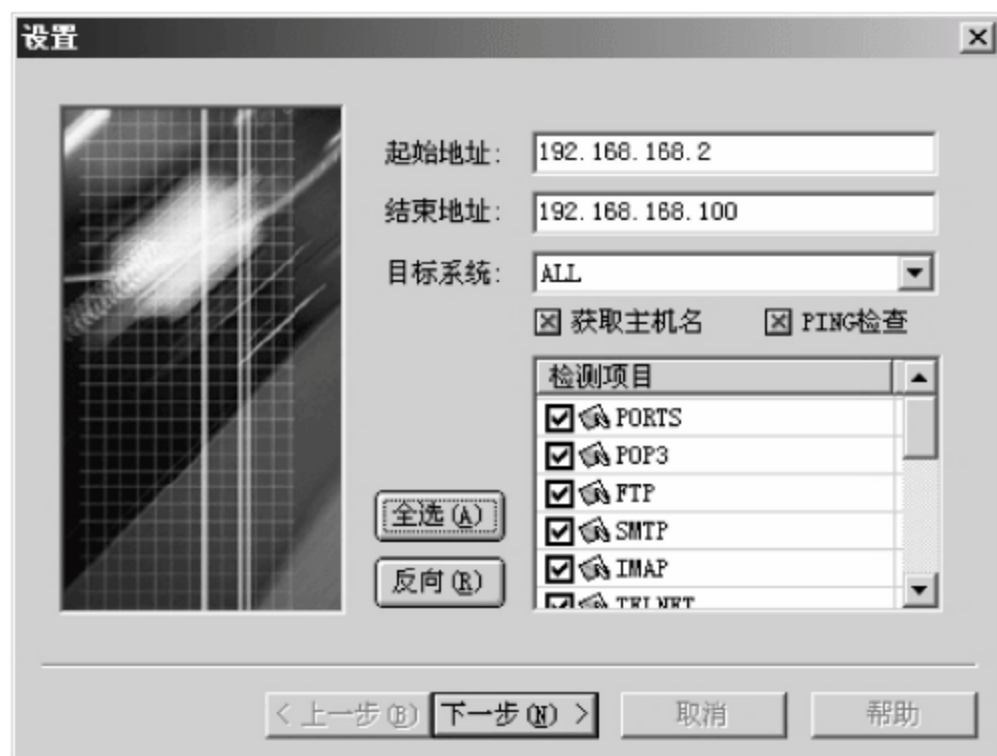 设置
起始地址: 192.168.168.2
结束地址: 192.168.168.100
目标系统: ALL
获取主机名 PING检查
检测项目
PORTS
POP3
FTP
全选(A)
SMTP
IMAP
反向(R)
TELNET
< 上一步(B) 下一步(N) > 取消 帮助